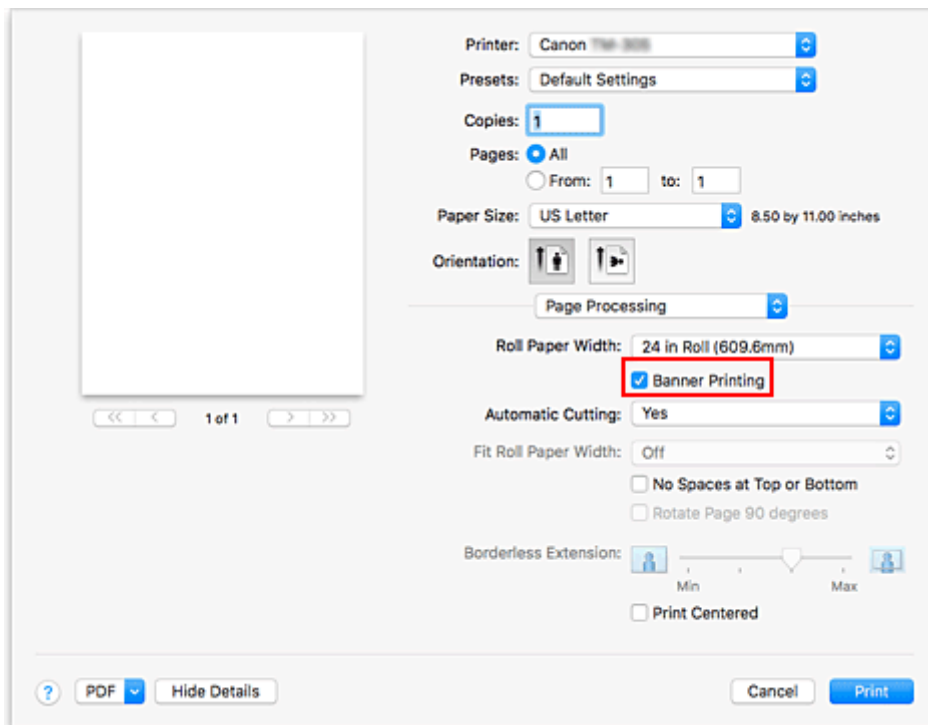 Printer: Canon
Presets: Default Settings
Copies: 1
Pages: All
From: 1 to: 1
Paper Size: US Letter 8.50 by 11.00 inches
Orientation:
Page Processing
Roll Paper Width: 24 in Roll (609.6mm)
Banner Printing
<< < 1 of 1 > >>
Automatic Cutting: Yes
Fit Roll Paper Width: Off
No Spaces at Top or Bottom
Rotate Page 90 degrees
Borderless Extension:
Min Max
Print Centered
? PDF Hide Details Cancel Print